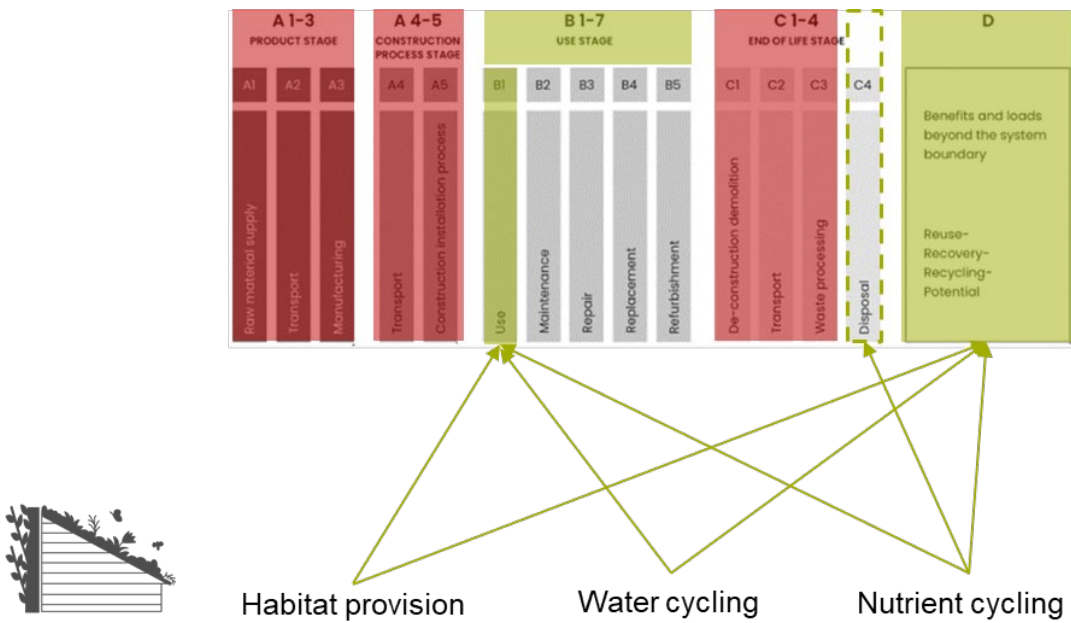 A 1-3
PRODUCT STAGE
A 4-5
CONSTRUCTION
PROCESS STAGE
B 1-7
USE STAGE
C 1-4
END OF LIFE STAGE
D
A1
A2
A3
A4
A5
B1
B2
B3
B4
B5
C1
C2
C3
C4
Raw material supply
Transport
Manufacturing
Transport
Construction installation process
Use
Maintenance
Repair
Replacement
Refurbishment
De-construction demolition
Transport
Waste processing
Disposal
Benefits and loads
beyond the system
boundary
Reuse-
Recovery-
Recycling-
Potential
Habitat provision
Water cycling
Nutrient cycling